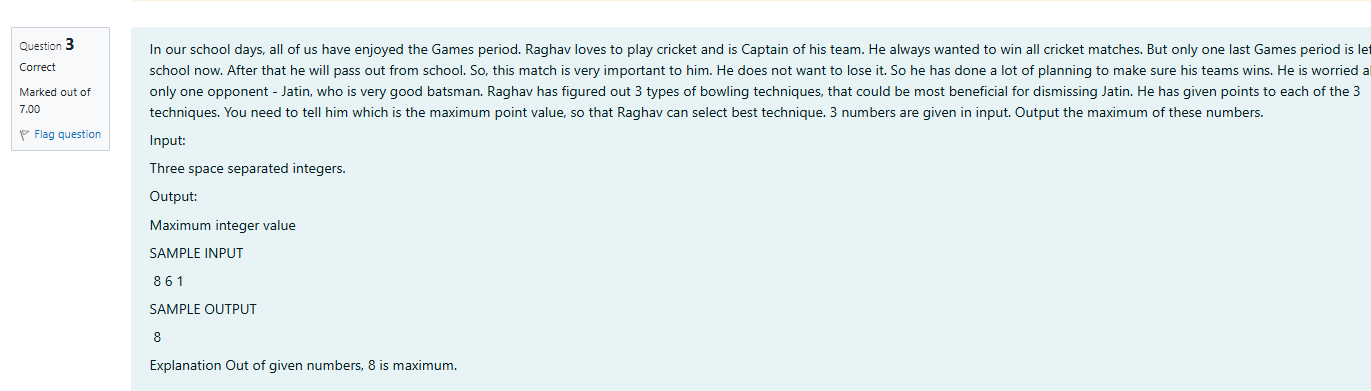 Question 3
Correct
Marked out of
7.00
Flag question
In our school days, all of us have enjoyed the Games period. Raghav loves to play cricket and is Captain of his team. He always wanted to win all cricket matches. But only one last Games period is
school now. After that he will pass out from school. So, this match is very important to him. He does not want to lose it. So he has done a lot of planning to make sure his teams wins. He is worried
only one opponent - Jatin, who is very good batsman. Raghav has figured out 3 types of bowling techniques, that could be most beneficial for dismissing Jatin. He has given points to each of the 3
techniques. You need to tell him which is the maximum point value, so that Raghav can select best technique. 3 numbers are given in input. Output the maximum of these numbers.
Input:
Three space separated integers.
Output:
Maximum integer value
SAMPLE INPUT
8 6 1
SAMPLE OUTPUT
8
Explanation Out of given numbers, 8 is maximum.